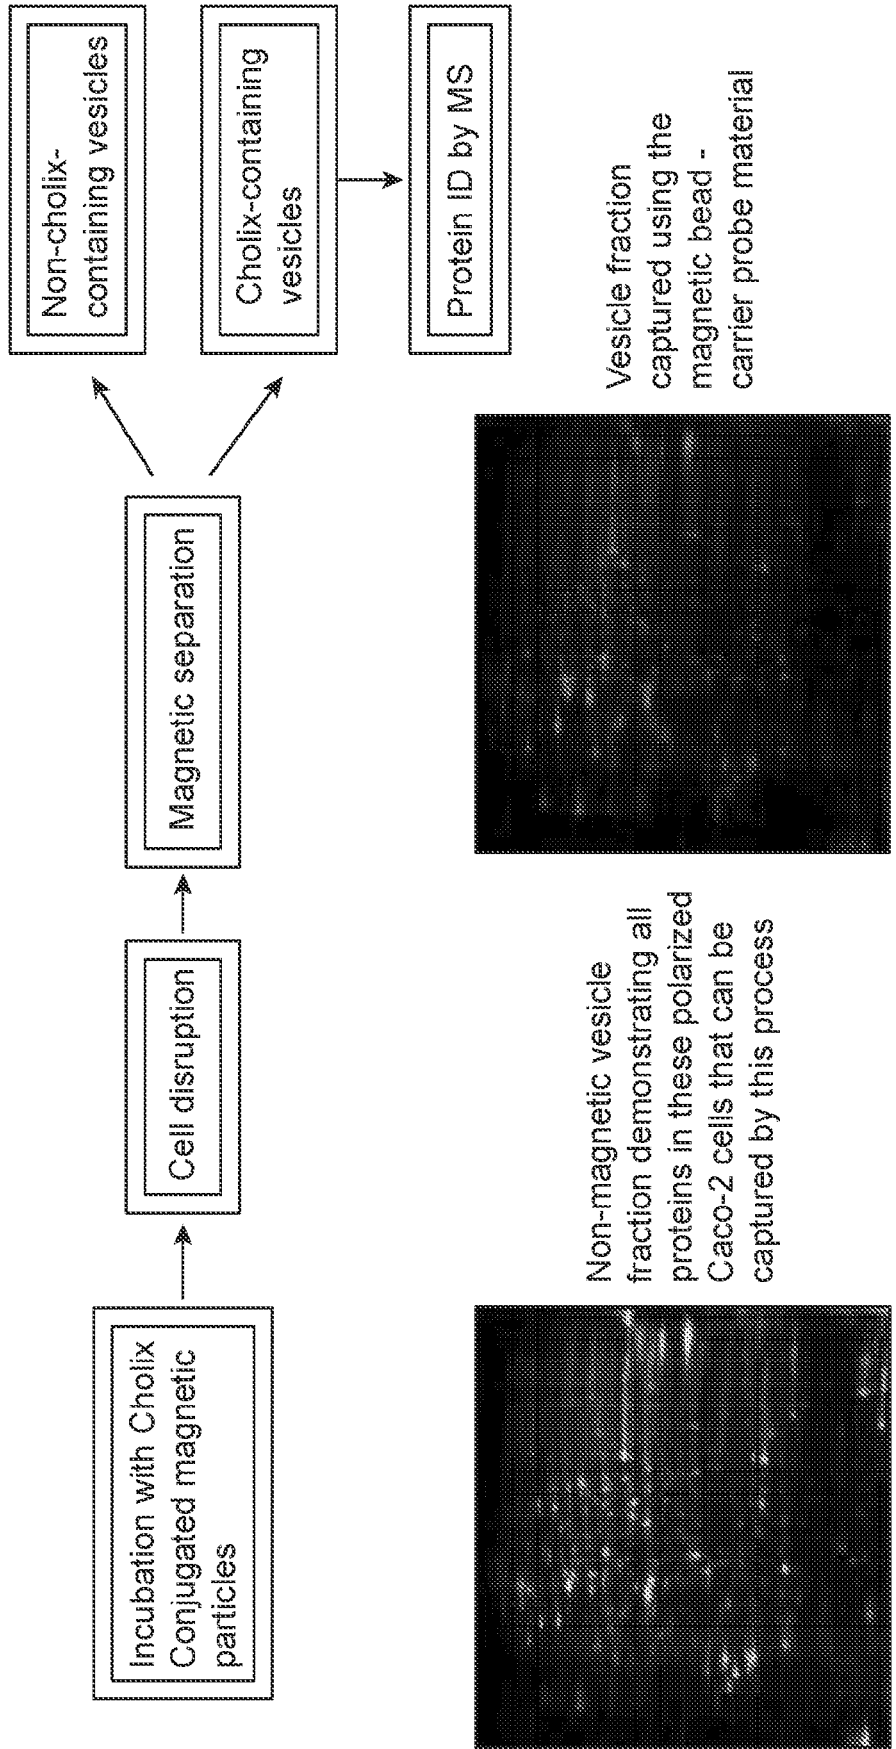 Incubation with Cholix
Conjugated magnetic
particles
Cell disruption
Magnetic separation
Non-cholix-
containing vesicles
Cholix-containing
vesicles
Protein ID by MS
Non-magnetic vesicle
fraction demonstrating all
proteins in these polarized
Caco-2 cells that can be
captured by this process
Vesicle fraction
captured using the
magnetic bead -
carrier probe material